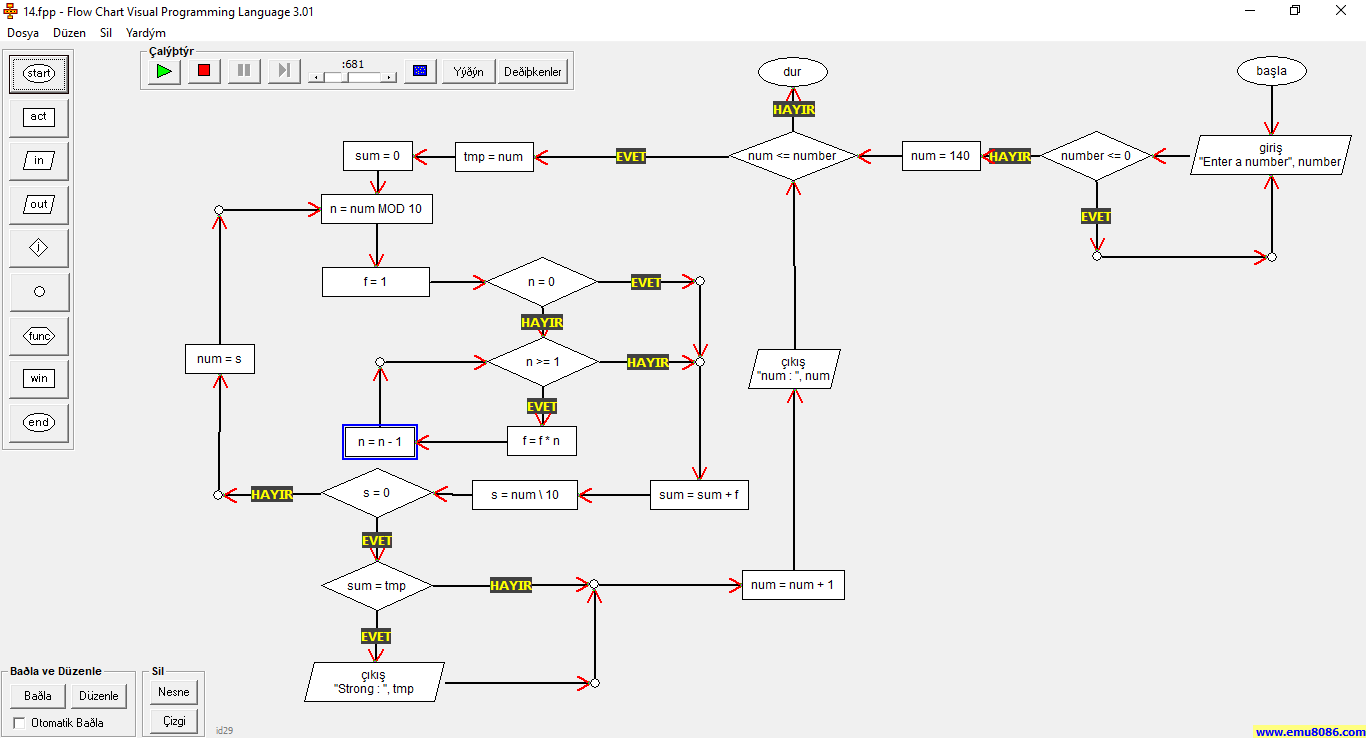 14.fpp - Flow Chart Visual Programming Language 3.01
Dosya Düzen Sil Yardým
Çalýþtýr
:681
Yýðýn
Deðiþkenler
start
act
in
out
j
func
win
end
dur
başla
HAYIR
sum = 0
tmp = num
EVET
num <= number
num = 140
HAYIR
number <= 0
giriş
"Enter a number", number
n = num MOD 10
EVET
f = 1
n = 0
EVET
HAYIR
num = s
n >= 1
HAYIR
çıkış
"num : ", num
EVET
n = n - 1
f = f * n
HAYIR
s = 0
s = num \ 10
sum = sum + f
EVET
sum = tmp
HAYIR
num = num + 1
EVET
çıkış
"Strong : ", tmp
Baðla ve Düzenle
Baðla
Düzenle
Otomatik Baðla
Sil
Nesne
Çizgi
id29
www.emu8086.com